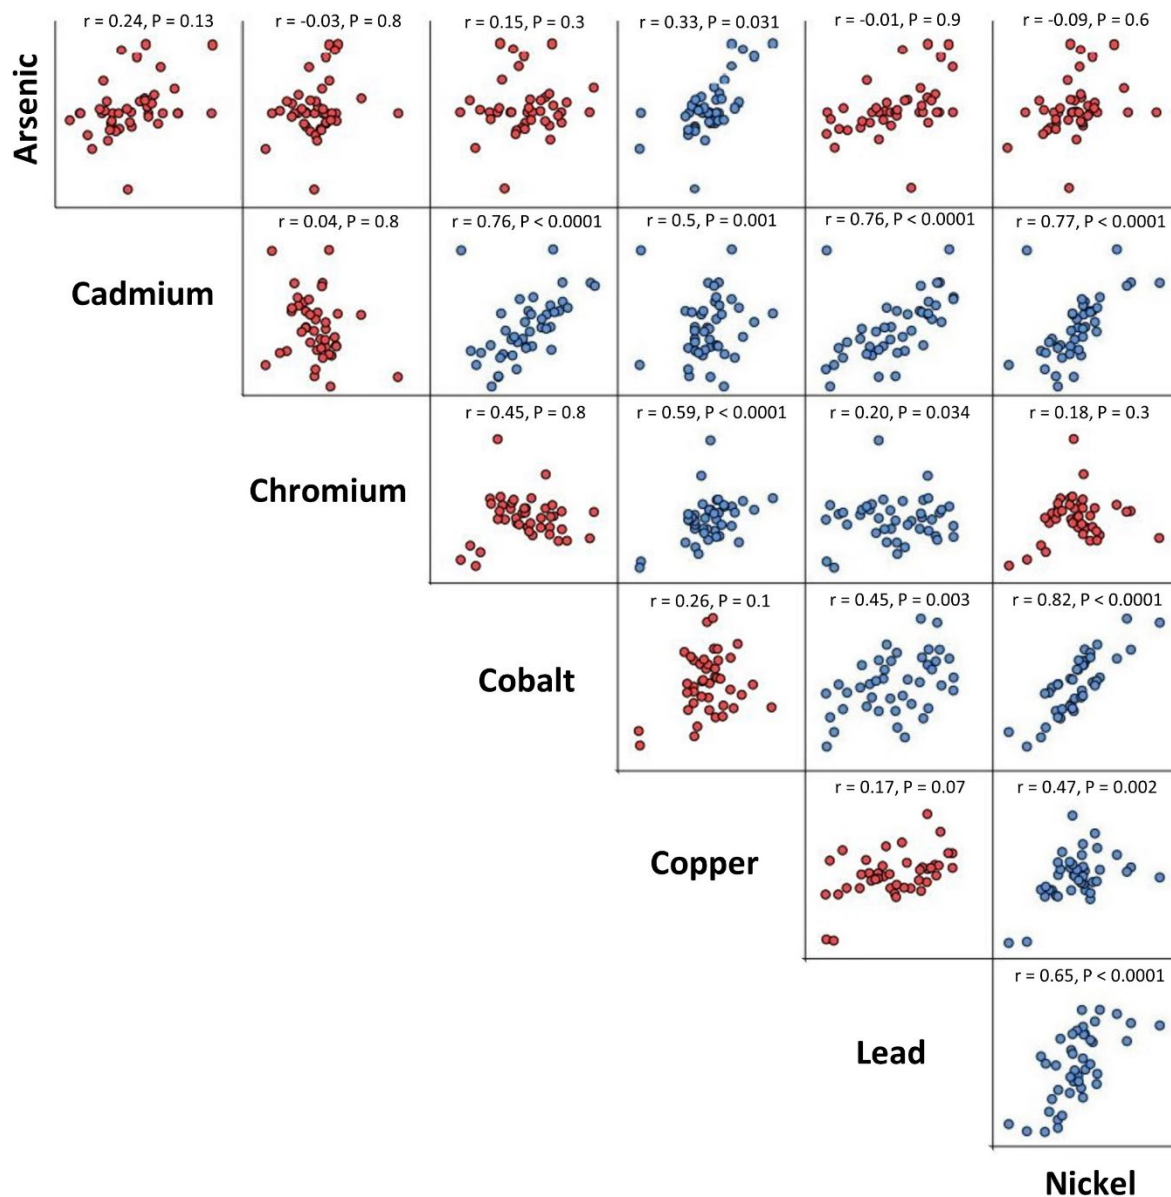 r = 0.24, P = 0.13
r = -0.03, P = 0.8
r = 0.15, P = 0.3
r = 0.33, P = 0.031
r = -0.01, P = 0.9
r = -0.09, P = 0.6
Arsenic
r = 0.04, P = 0.8
r = 0.76, P < 0.0001
r = 0.5, P = 0.001
r = 0.76, P < 0.0001
r = 0.77, P < 0.0001
Cadmium
r = 0.45, P = 0.8
r = 0.59, P < 0.0001
r = 0.20, P = 0.034
r = 0.18, P = 0.3
Chromium
r = 0.26, P = 0.1
r = 0.45, P = 0.003
r = 0.82, P < 0.0001
Cobalt
r = 0.17, P = 0.07
r = 0.47, P = 0.002
Copper
r = 0.65, P < 0.0001
Lead
Nickel